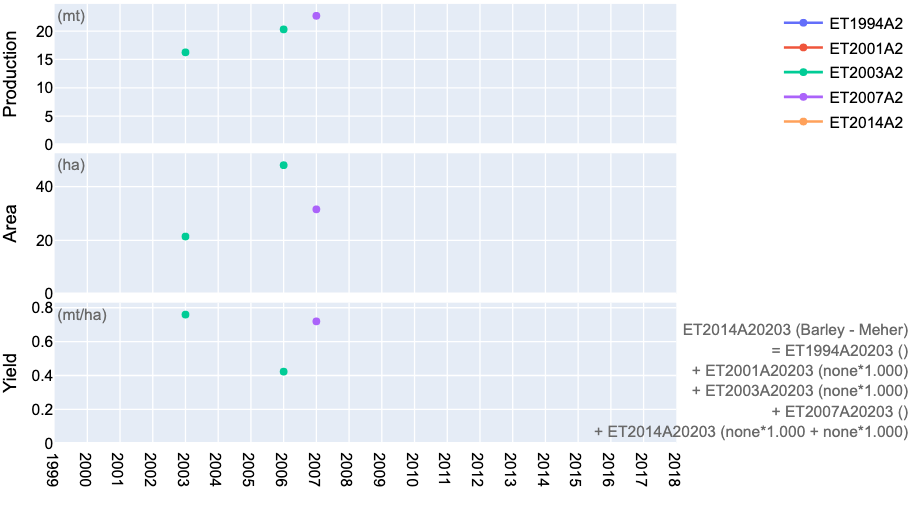 (mt)
20
15
10
5
0
Production
ET1994A2
ET2001A2
ET2003A2
ET2007A2
ET2014A2
(ha)
40
20
0
Area
(mt/ha)
0.8
0.6
0.4
0.2
0
Yield
ET2014A20203 (Barley - Meher)
= ET1994A20203 ()
+ ET2001A20203 (none*1.000)
+ ET2003A20203 (none*1.000)
+ ET2007A20203 ()
+ ET2014A20203 (none*1.000 + none*1.000)
1999
2000
2001
2002
2003
2004
2005
2006
2007
2008
2009
2010
2011
2012
2013
2014
2015
2016
2017
2018